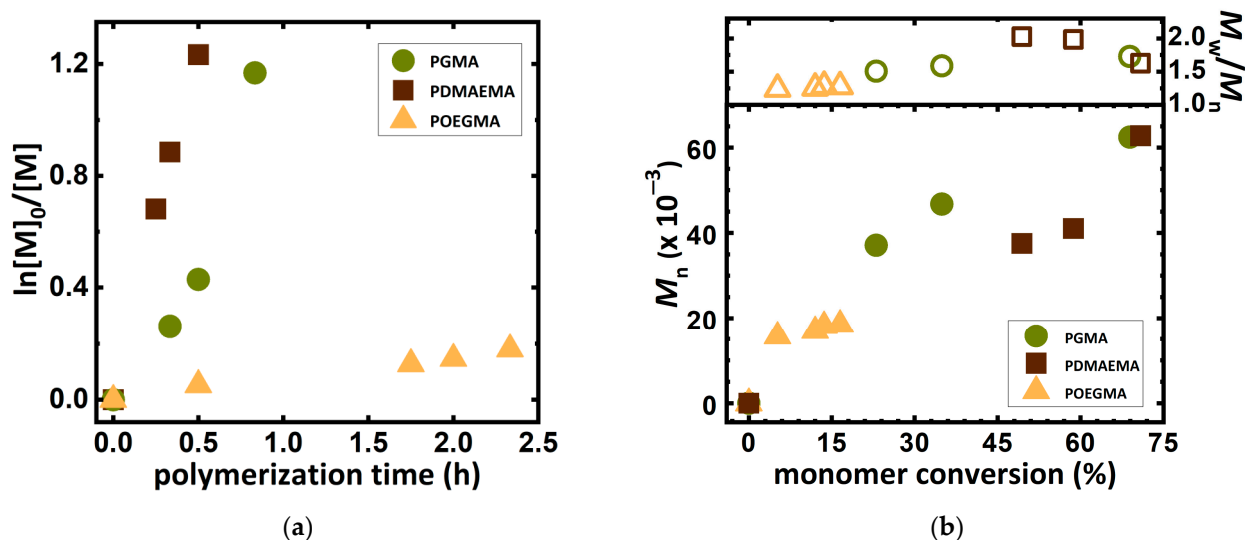 ln[M]₀/[M]
1.2
0.8
0.4
0.0
PGMA
PDMAEMA
POEGMA
0.0 0.5 1.0 1.5 2.0 2.5
polymerization time (h)
(a)
Mw/Mn
2.0
1.5
1.0
Mn (x 10⁻³)
60
40
20
0
PGMA
PDMAEMA
POEGMA
0 15 30 45 60 75
monomer conversion (%)
(b)